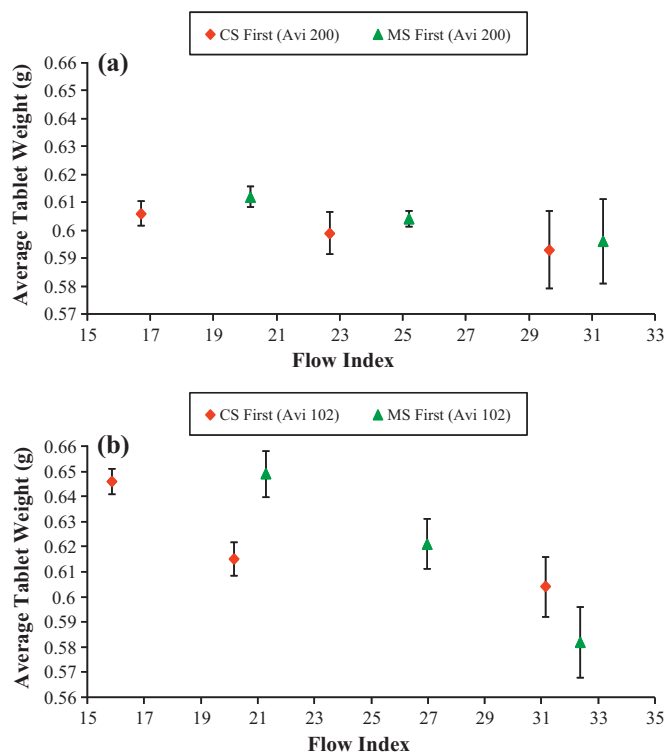 CS First (Avi 200) MS First (Avi 200)
(a)
Average Tablet Weight (g)
0.66
0.65
0.64
0.63
0.62
0.61
0.6
0.59
0.58
0.57
15 17 19 21 23 25 27 29 31 33
Flow Index
CS First (Avi 102) MS First (Avi 102)
(b)
Average Tablet Weight (g)
0.66
0.65
0.64
0.63
0.62
0.61
0.6
0.59
0.58
0.57
0.56
15 17 19 21 23 25 27 29 31 33 35
Flow Index